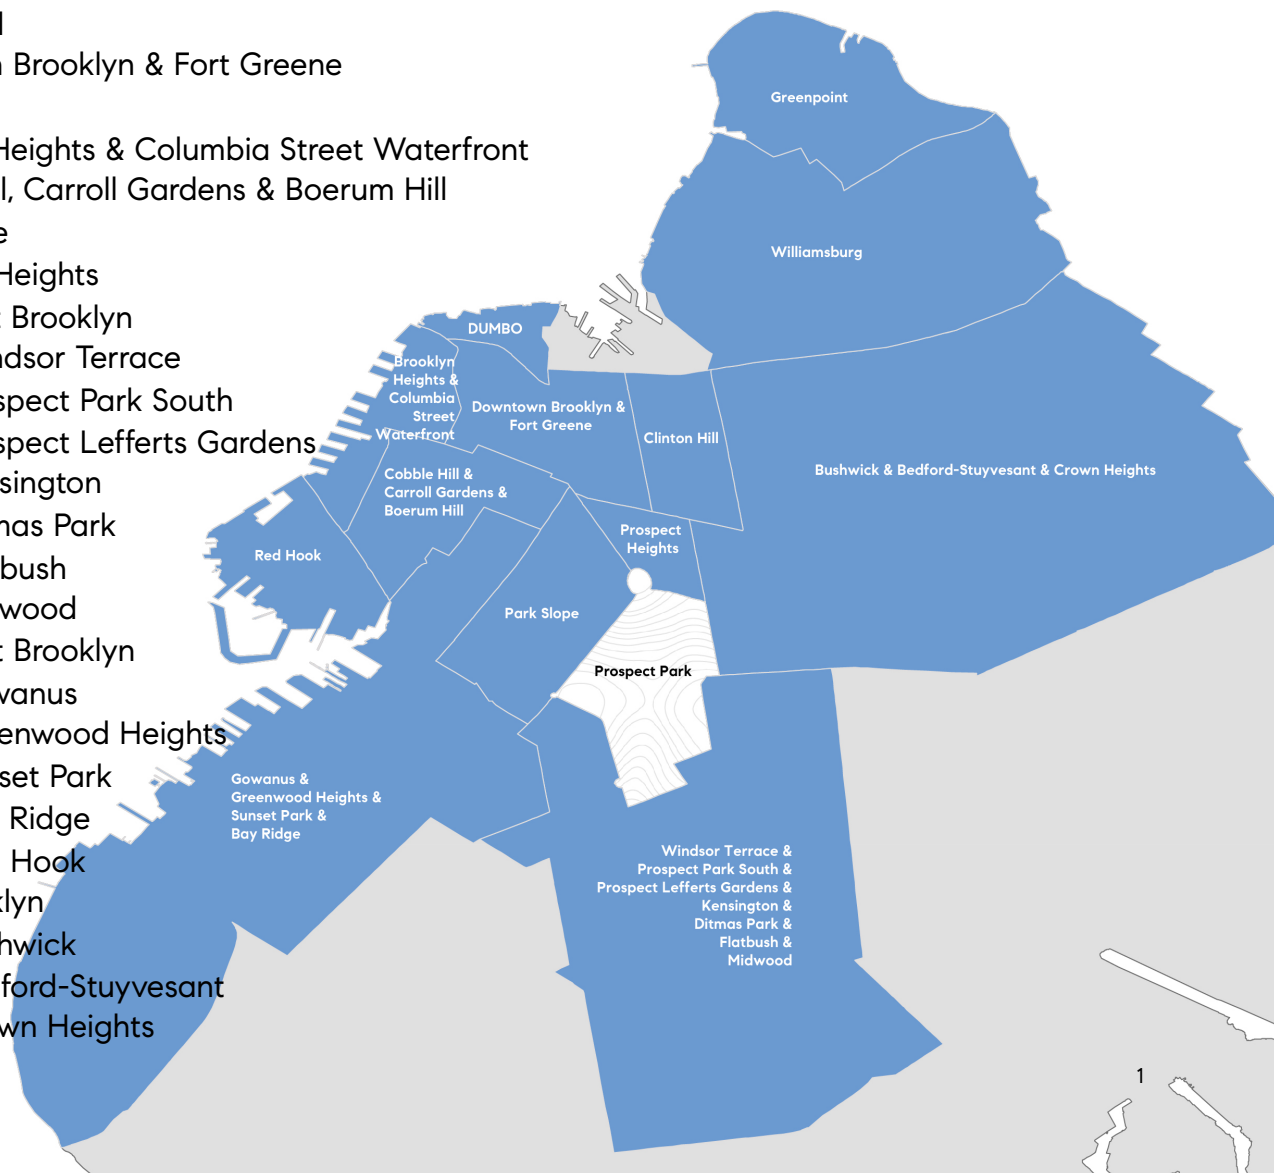 n Brooklyn & Fort Greene
Heights & Columbia Street Waterfront
l, Carroll Gardens & Boerum Hill
e
Heights
t Brooklyn
ndsor Terrace
spect Park South
spect Lefferts Gardens
sington
mas Park
bush
wood
t Brooklyn
vanus
enwood Heights
set Park
Ridge
Hook
klyn
hwick
ford-Stuyvesant
wn Heights
Greenpoint
Williamsburg
DUMBO
Brooklyn
Heights &
Columbia
Street
Waterfront
Downtown Brooklyn &
Fort Greene
Clinton Hill
Bushwick & Bedford-Stuyvesant & Crown Heights
Cobble Hill &
Carroll Gardens &
Boerum Hill
Prospect
Heights
Red Hook
Park Slope
Prospect Park
Gowanus &
Greenwood Heights &
Sunset Park &
Bay Ridge
Windsor Terrace &
Prospect Park South &
Prospect Lefferts Gardens &
Kensington &
Ditmas Park &
Flatbush &
Midwood
1